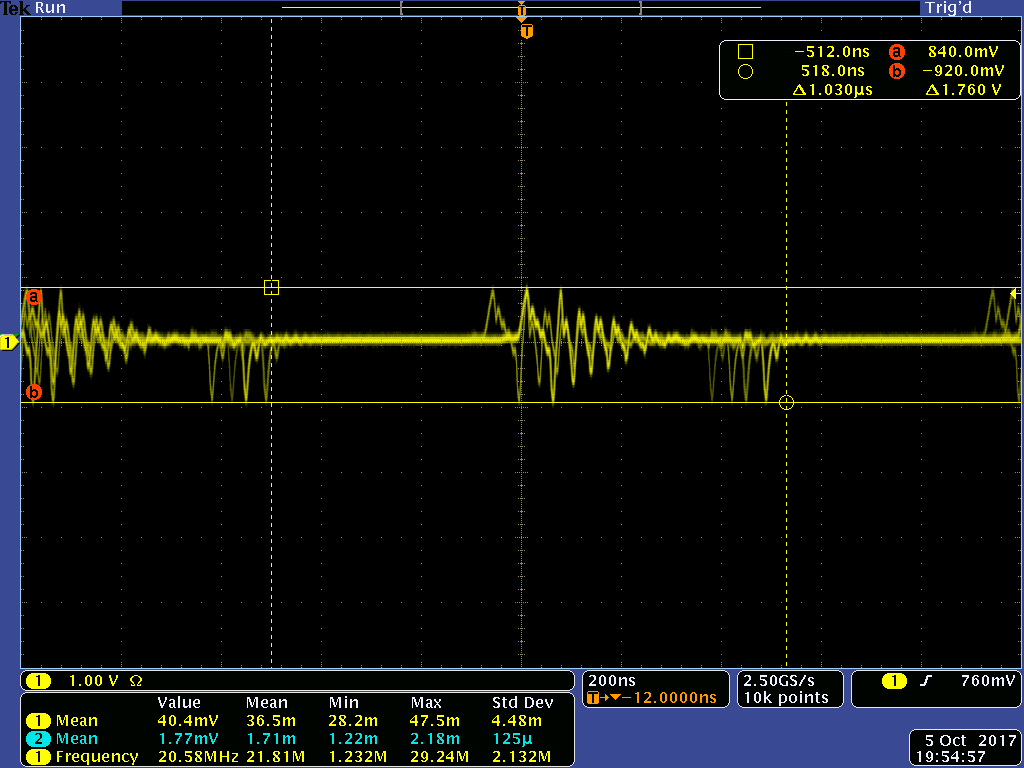 Tek Run Trig'd
T
T
−512.0ns a 840.0mV
518.0ns b −920.0mV
Δ1.030µs Δ1.760 V
a
1
b
1 1.00 V Ω
200ns
T→▼−12.0000ns
2.50GS/s
10k points
1 760mV
Value Mean Min Max Std Dev
1 Mean 40.4mV 36.5m 28.2m 47.5m 4.48m
2 Mean 1.77mV 1.71m 1.22m 2.18m 125µ
1 Frequency 20.58MHz 21.81M 1.232M 29.24M 2.132M
5 Oct 2017
19:54:57